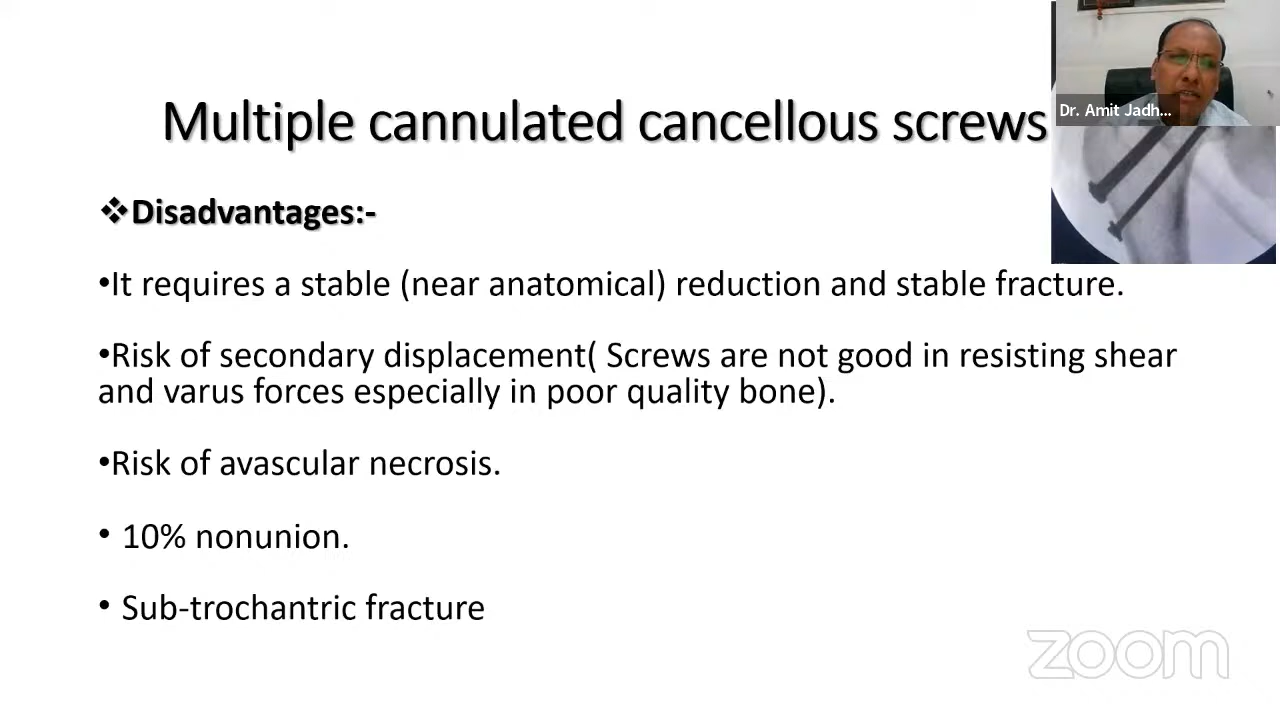 Multiple cannulated cancellous screws
Dr. Amit Jadh...
❖Disadvantages:-
•It requires a stable (near anatomical) reduction and stable fracture.
•Risk of secondary displacement( Screws are not good in resisting shear
and varus forces especially in poor quality bone).
•Risk of avascular necrosis.
• 10% nonunion.
• Sub-trochantric fracture
zoom